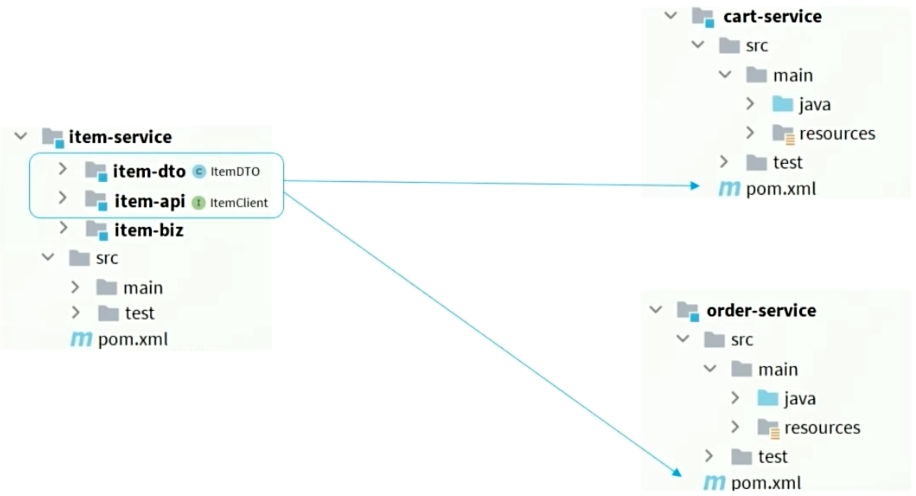 item-service
item-dto C ItemDTO
item-api I ItemClient
item-biz
src
main
test
m pom.xml
cart-service
src
main
java
resources
test
m pom.xml
order-service
src
main
java
resources
test
m pom.xml